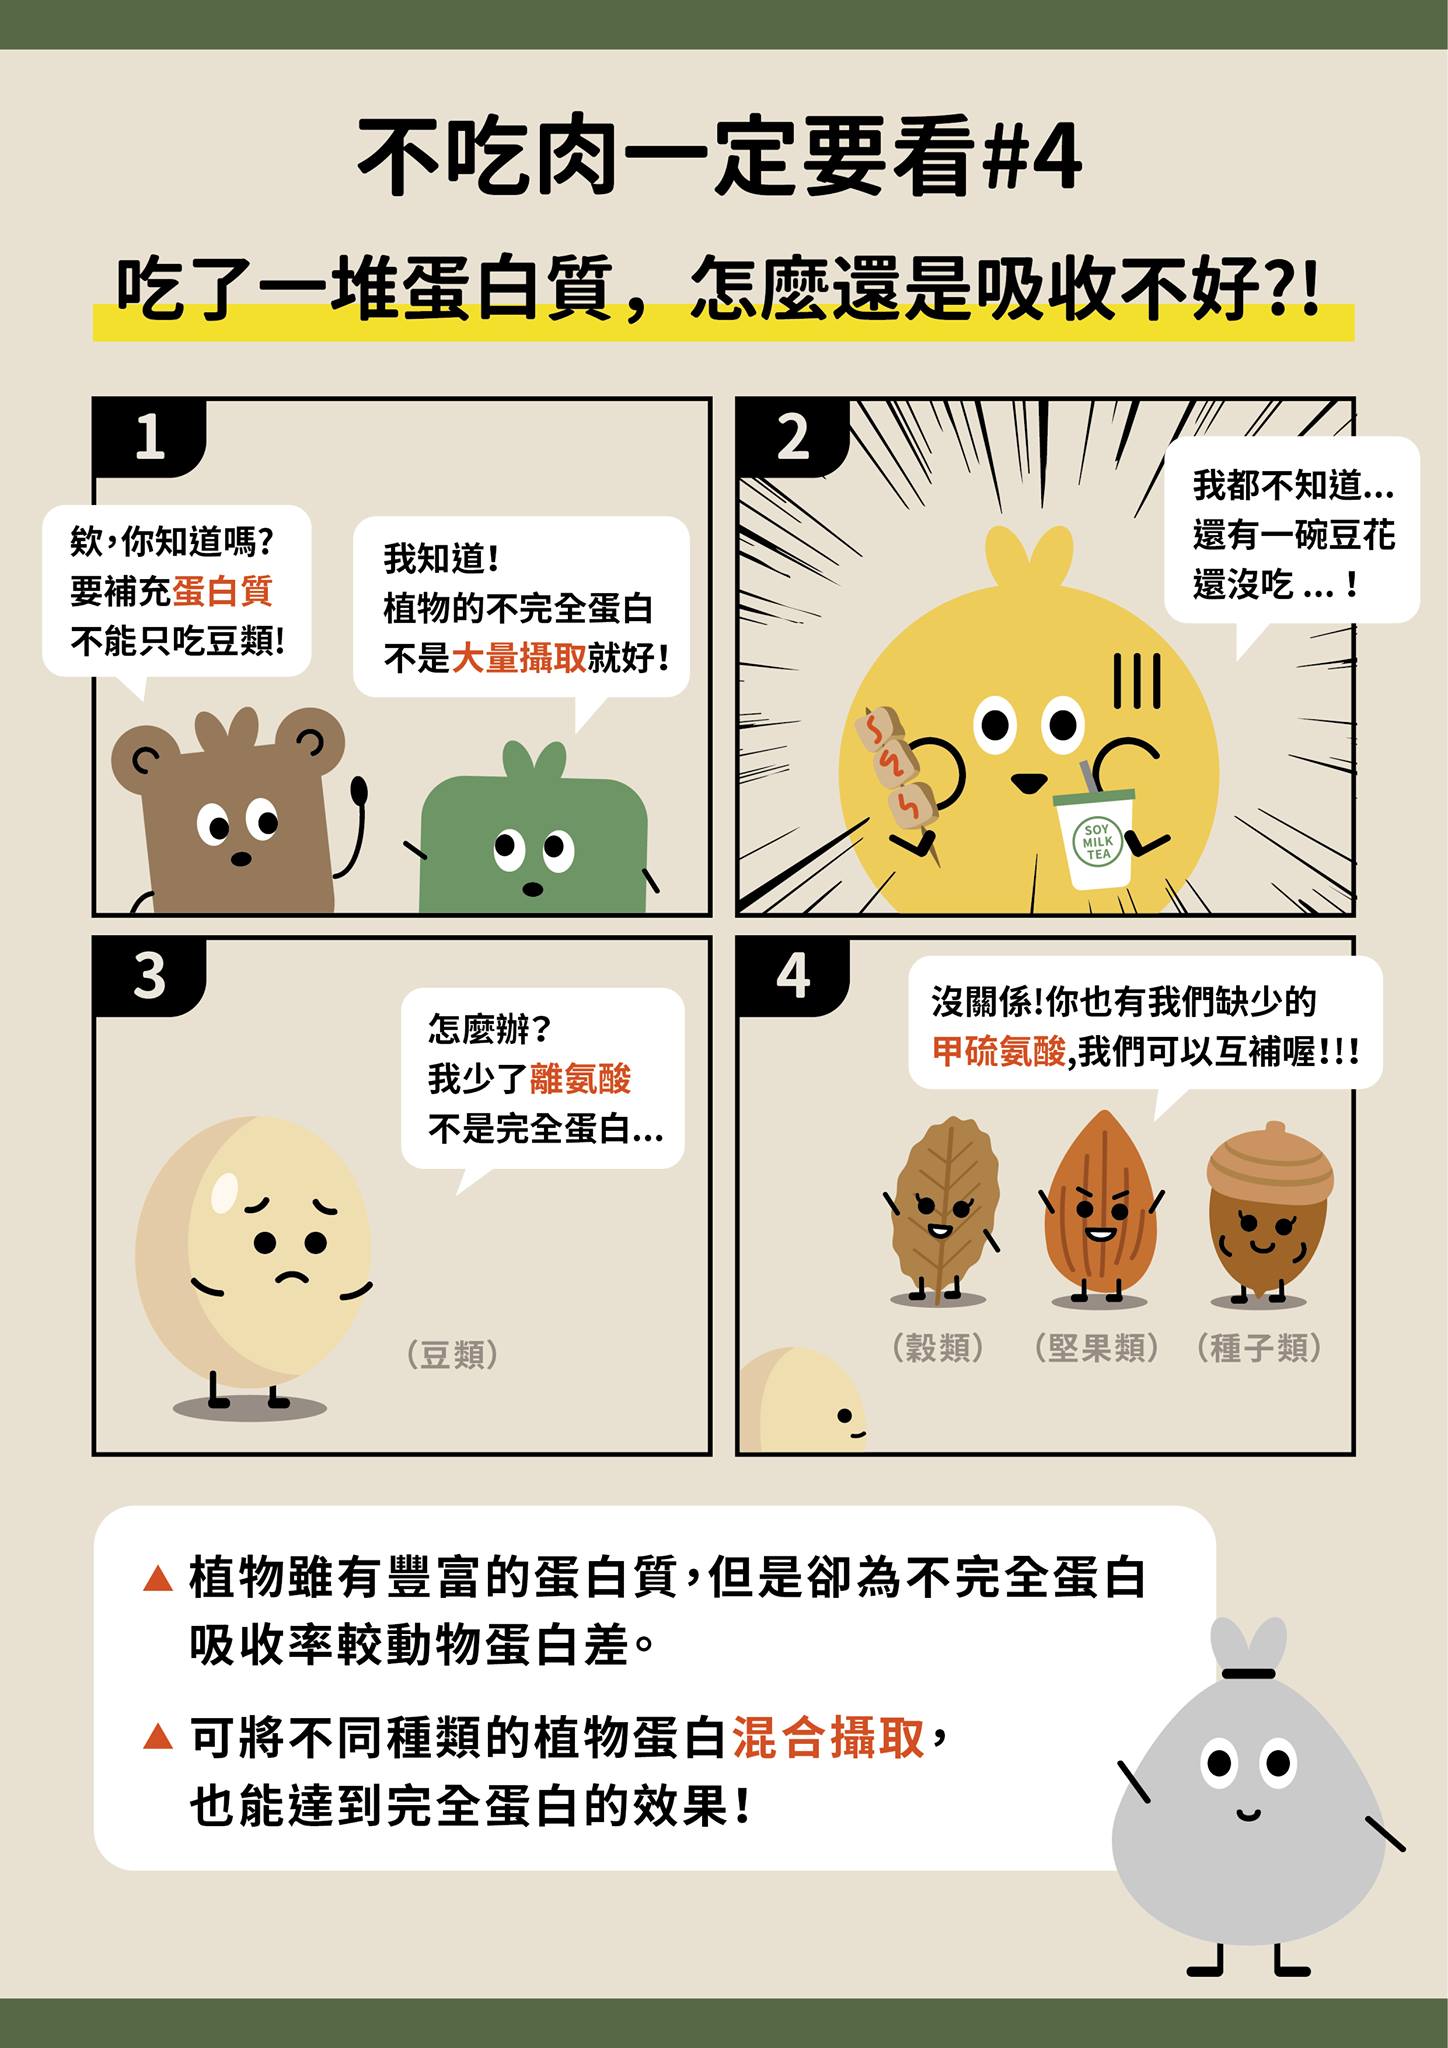 不吃肉一定要看#4
吃了一堆蛋白質，怎麼還是吸收不好?!
1
欸，你知道嗎?
要補充蛋白質
不能只吃豆類!
我知道!
植物的不完全蛋白
不是大量攝取就好!
2
我都不知道...
還有一碗豆花
還沒吃...!
SOY
MILK
TEA
3
怎麼辦?
我少了離氨酸
不是完全蛋白...
（豆類）
4
沒關係!你也有我們缺少的
甲硫氨酸,我們可以互補喔!!!
（穀類）
（堅果類）
（種子類）
▲ 植物雖有豐富的蛋白質，但是卻為不完全蛋白
吸收率較動物蛋白差。
▲ 可將不同種類的植物蛋白混合攝取，
也能達到完全蛋白的效果!